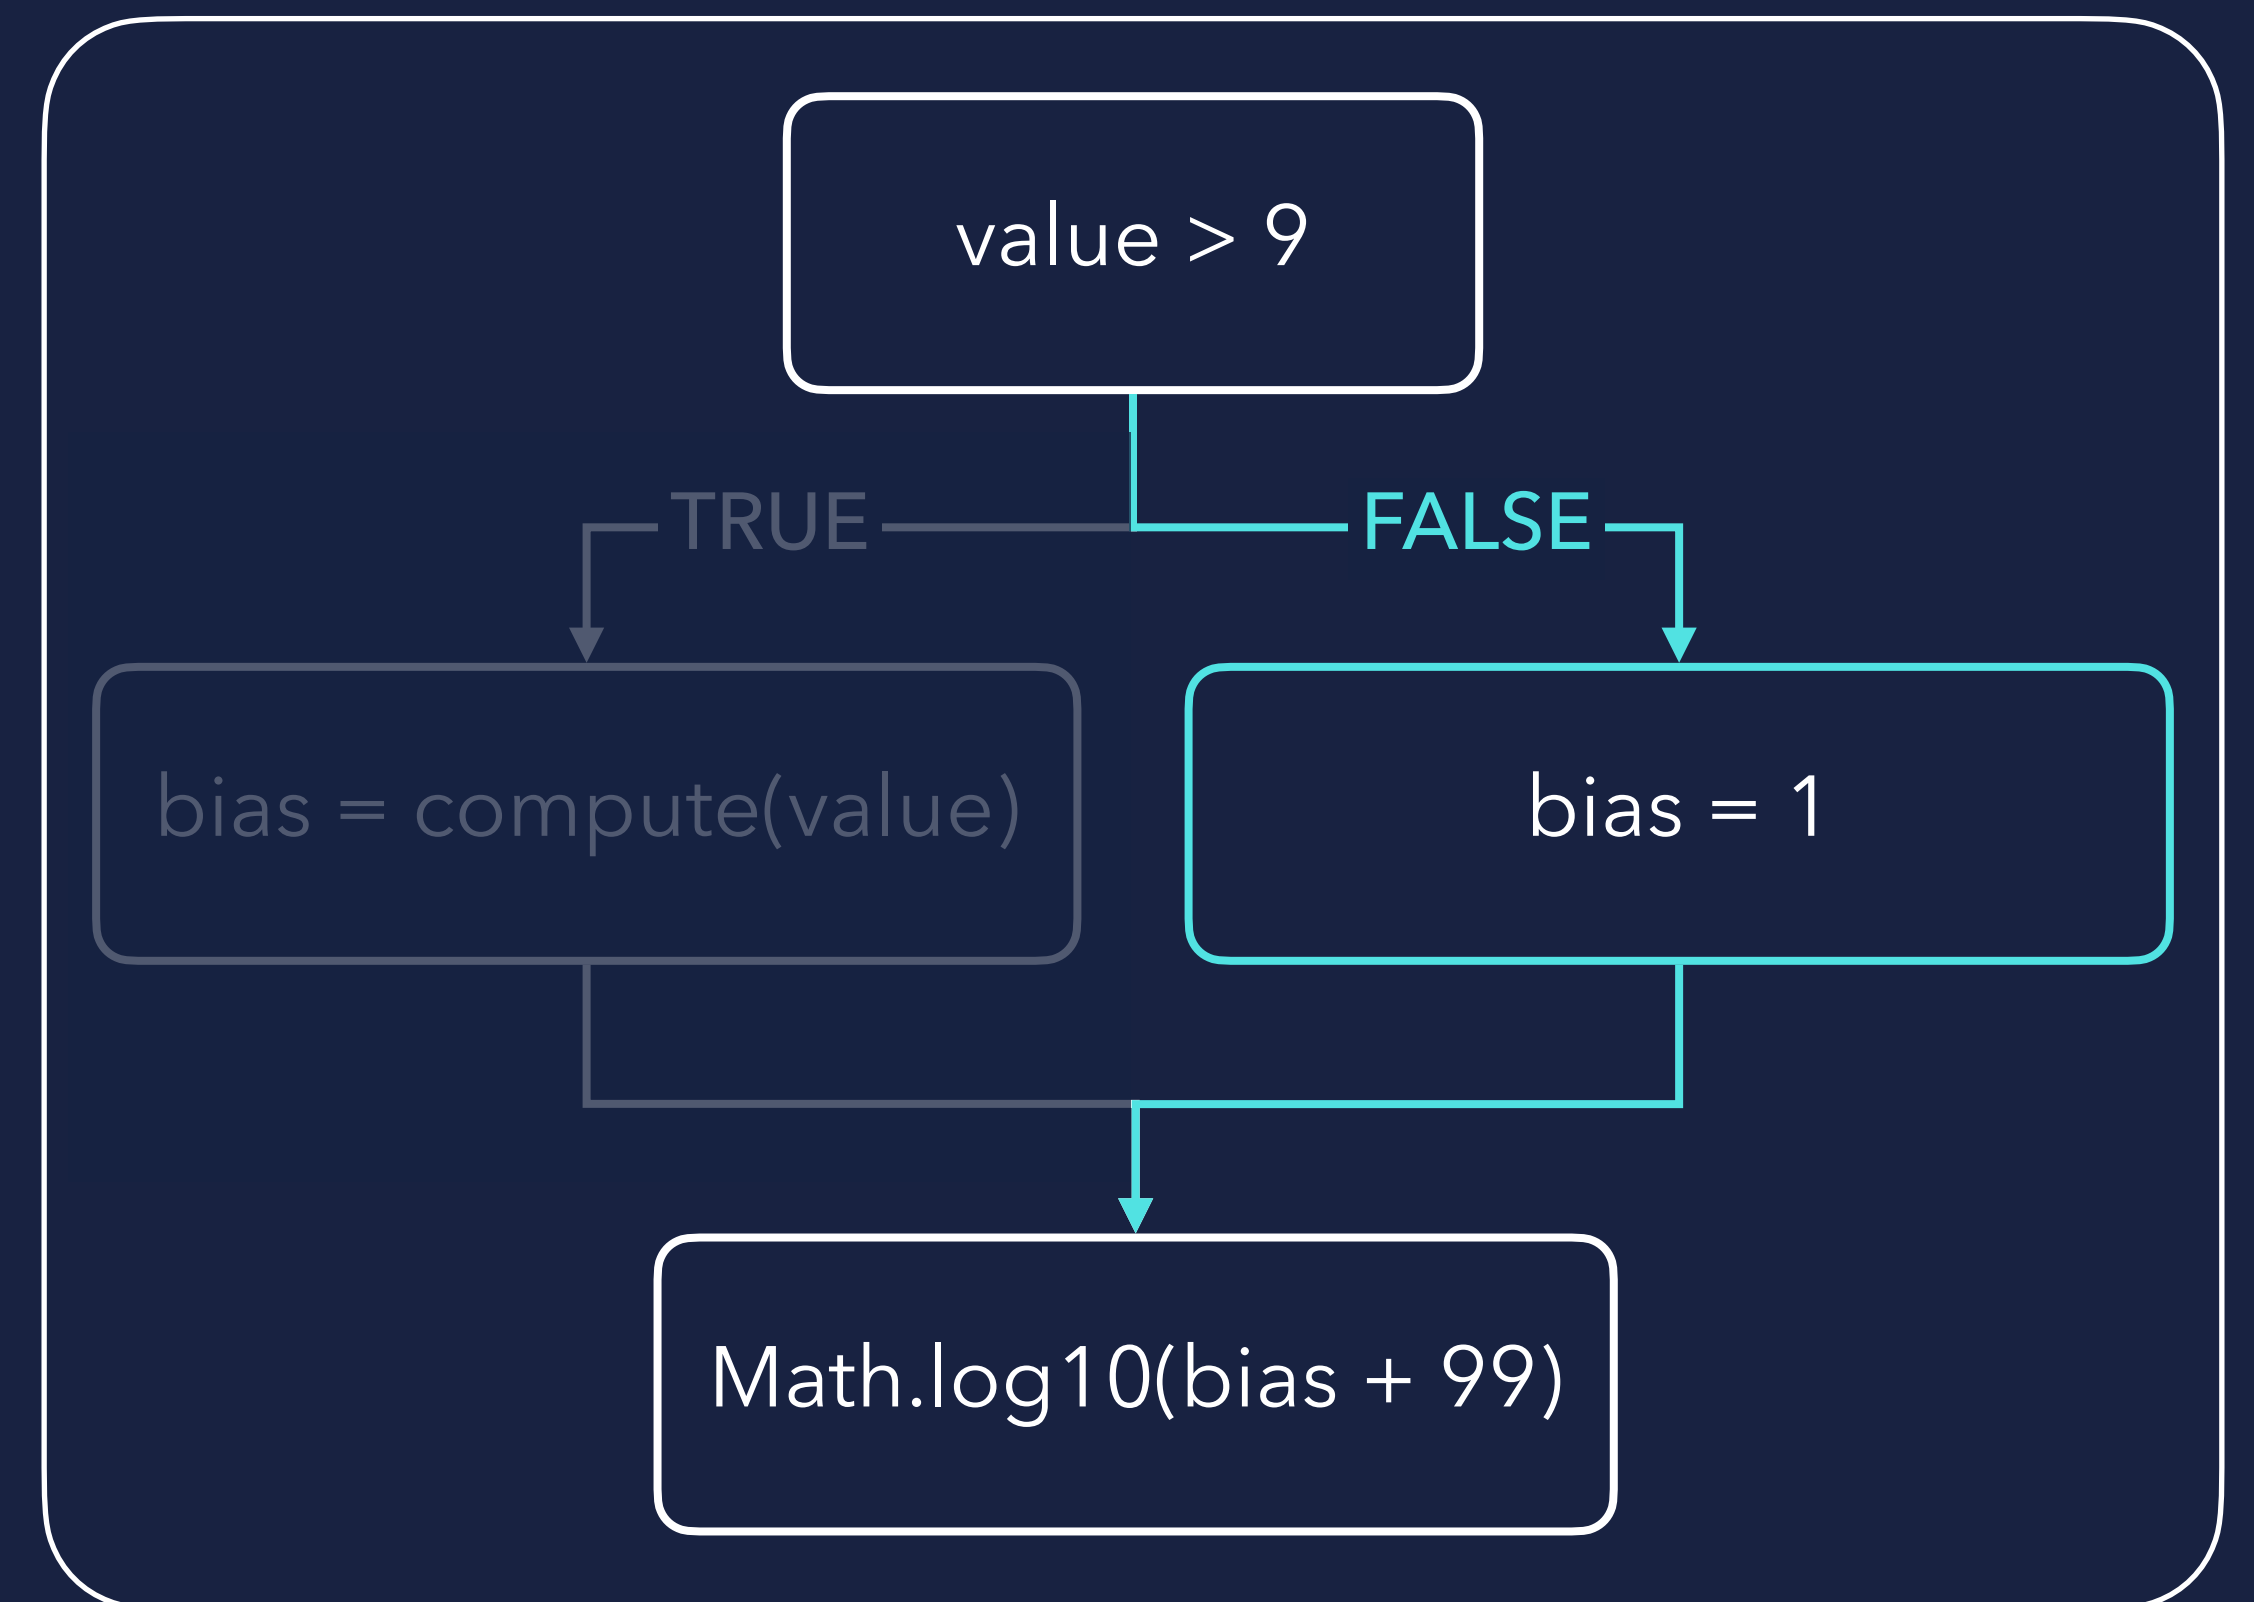 value > 9
TRUE
FALSE
bias = compute(value)
bias = 1
Math.log10(bias + 99)